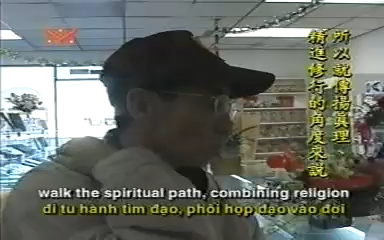 所以就傳揚真理
精進修行的角度來說
walk the spiritual path, combining religion
đi tu hành tìm đạo, phối hợp đạo vào đời